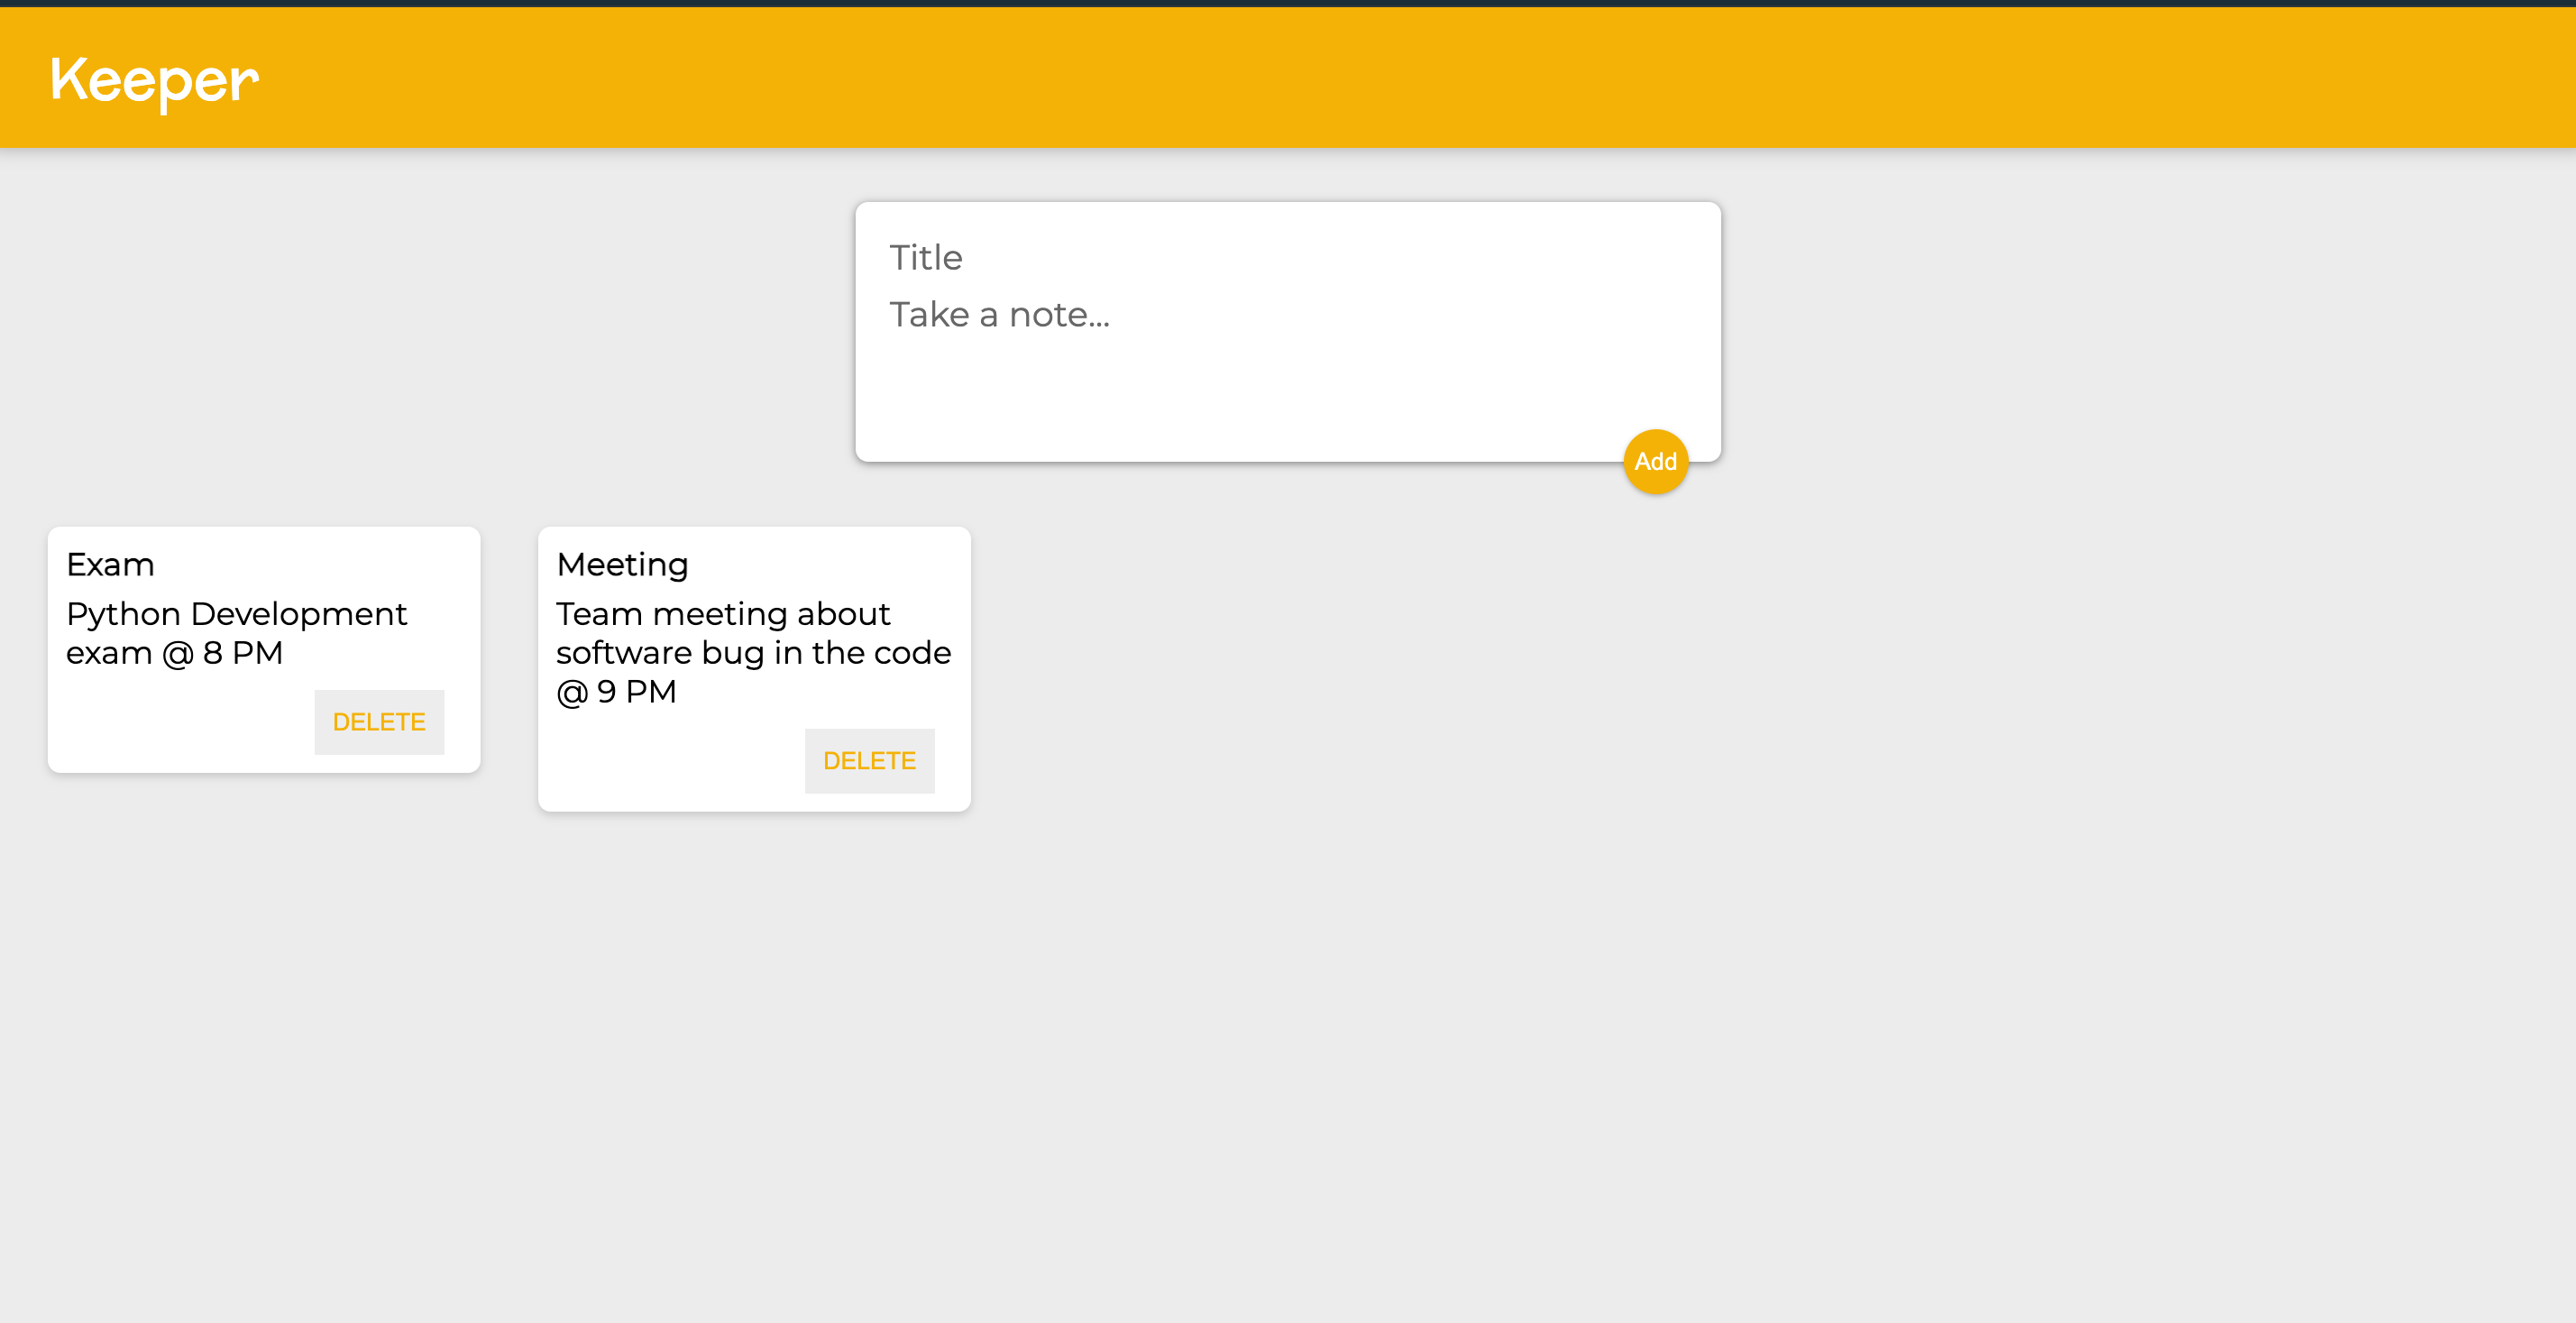 Keeper
Title
Take a note...
Add
Exam
Python Development
exam @ 8 PM
DELETE
Meeting
Team meeting about
software bug in the code
@ 9 PM
DELETE